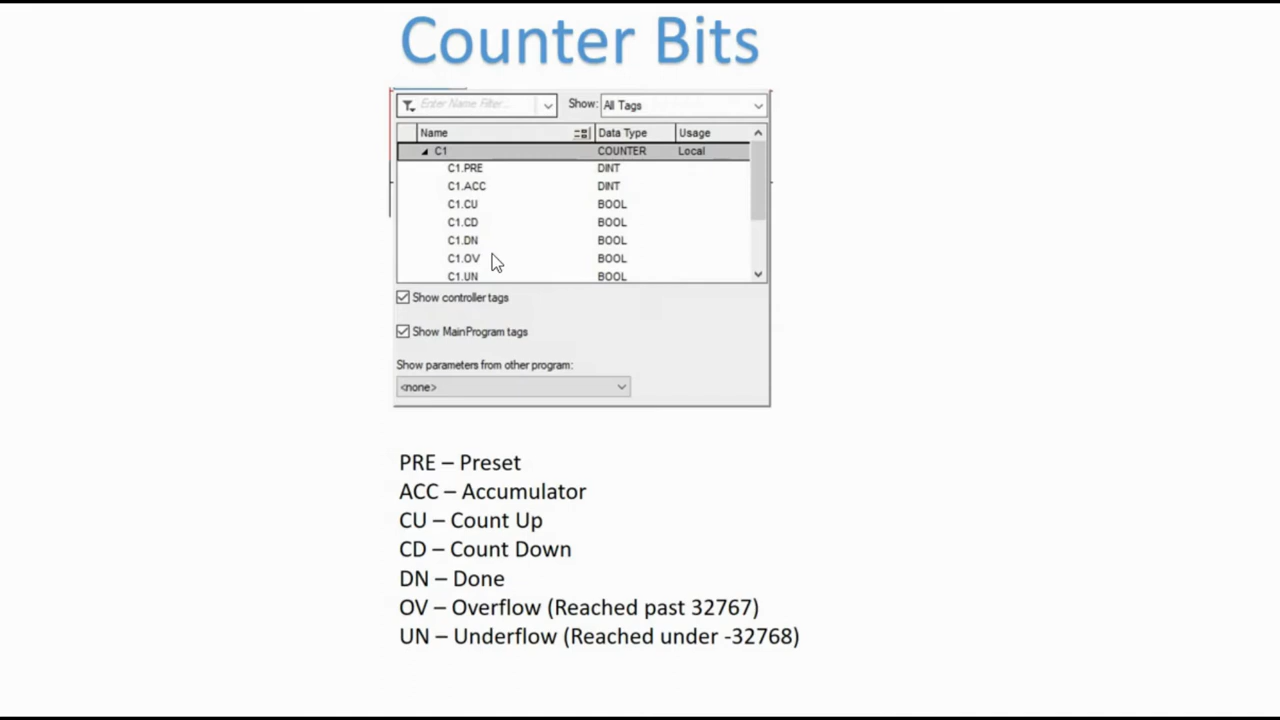 Counter Bits
Enter Name Filter... Show: All Tags
Name Data Type Usage
C1 COUNTER Local
C1.PRE DINT
C1.ACC DINT
C1.CU BOOL
C1.CD BOOL
C1.DN BOOL
C1.OV BOOL
C1.UN BOOL
Show controller tags
Show MainProgram tags
Show parameters from other program:
<none>
PRE – Preset
ACC – Accumulator
CU – Count Up
CD – Count Down
DN – Done
OV – Overflow (Reached past 32767)
UN – Underflow (Reached under -32768)